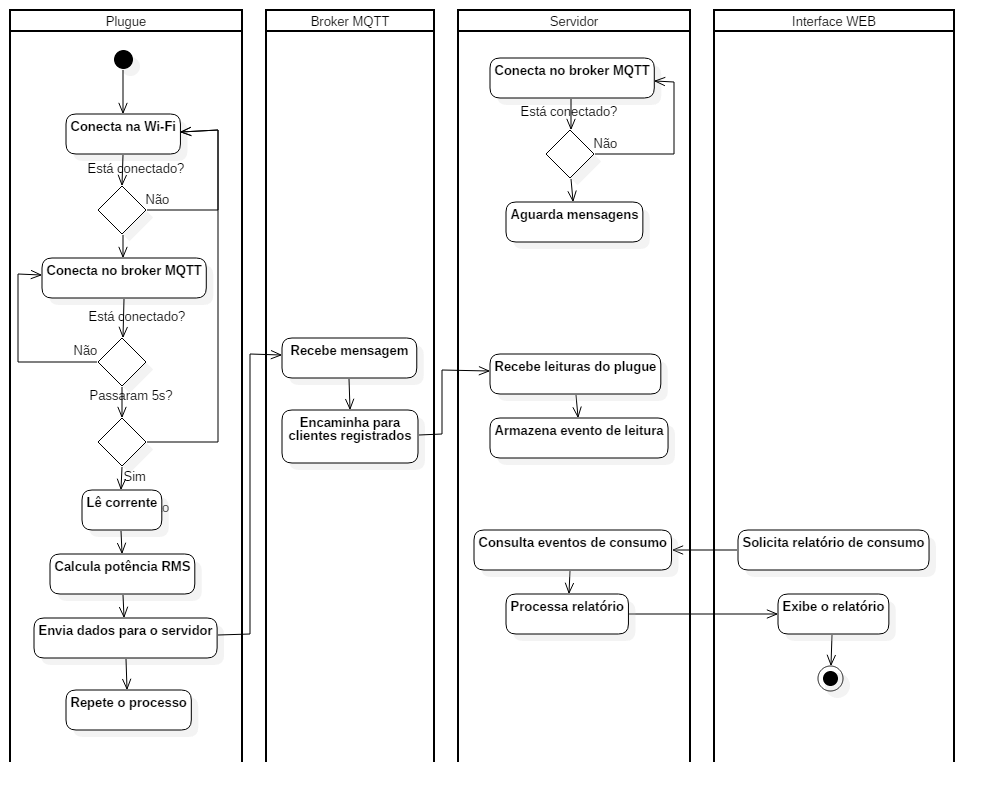 Plugue
Broker MQTT
Servidor
Interface WEB
Conecta na Wi-Fi
Está conectado?
Não
Conecta no broker MQTT
Está conectado?
Não
Passaram 5s?
Sim
Lê corrente
o
Calcula potência RMS
Envia dados para o servidor
Repete o processo
Recebe mensagem
Encaminha para
clientes registrados
Conecta no broker MQTT
Está conectado?
Não
Aguarda mensagens
Recebe leituras do plugue
Armazena evento de leitura
Consulta eventos de consumo
Processa relatório
Solicita relatório de consumo
Exibe o relatório